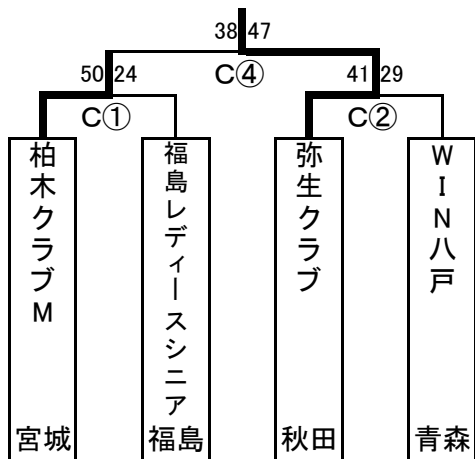 38 47
C④
50 24
41 29
C①
C②
柏木クラブM
宮城
福島レディースシニア
福島
弥生クラブ
秋田
WIN八戸
青森